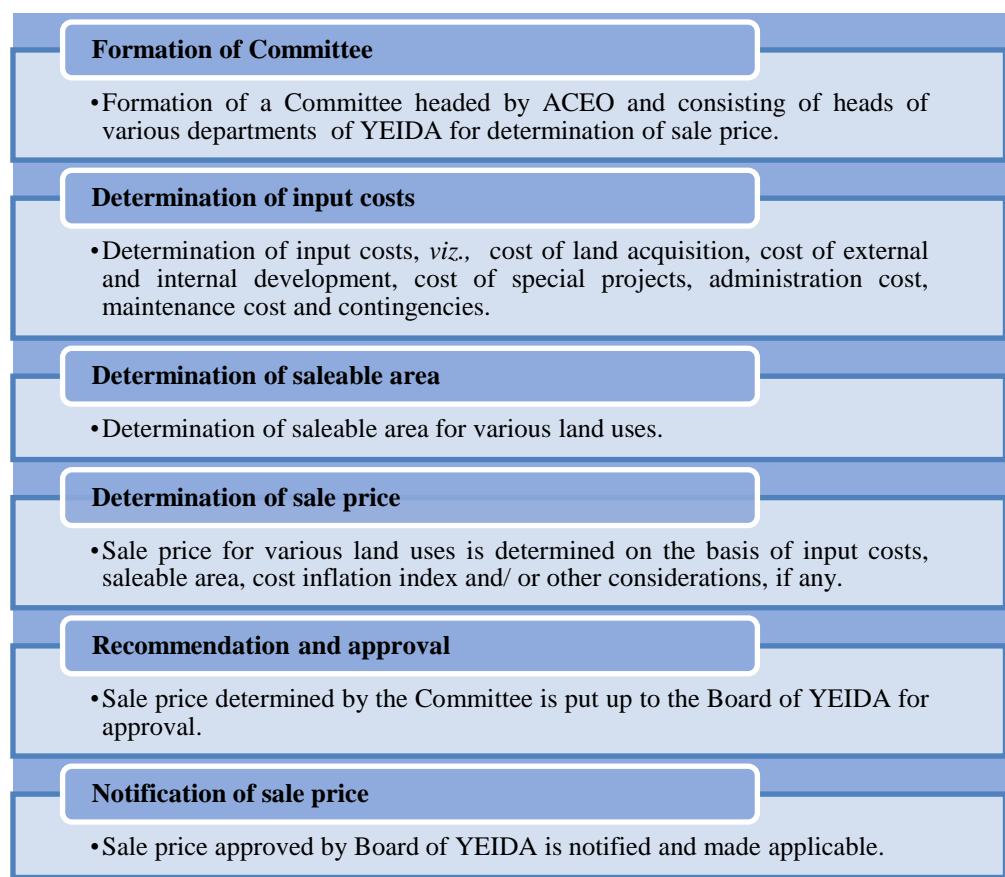 Formation of Committee
•Formation of a Committee headed by ACEO and consisting of heads of
various departments of YEIDA for determination of sale price.
Determination of input costs
•Determination of input costs, viz., cost of land acquisition, cost of external
and internal development, cost of special projects, administration cost,
maintenance cost and contingencies.
Determination of saleable area
•Determination of saleable area for various land uses.
Determination of sale price
•Sale price for various land uses is determined on the basis of input costs,
saleable area, cost inflation index and/ or other considerations, if any.
Recommendation and approval
•Sale price determined by the Committee is put up to the Board of YEIDA for
approval.
Notification of sale price
•Sale price approved by Board of YEIDA is notified and made applicable.